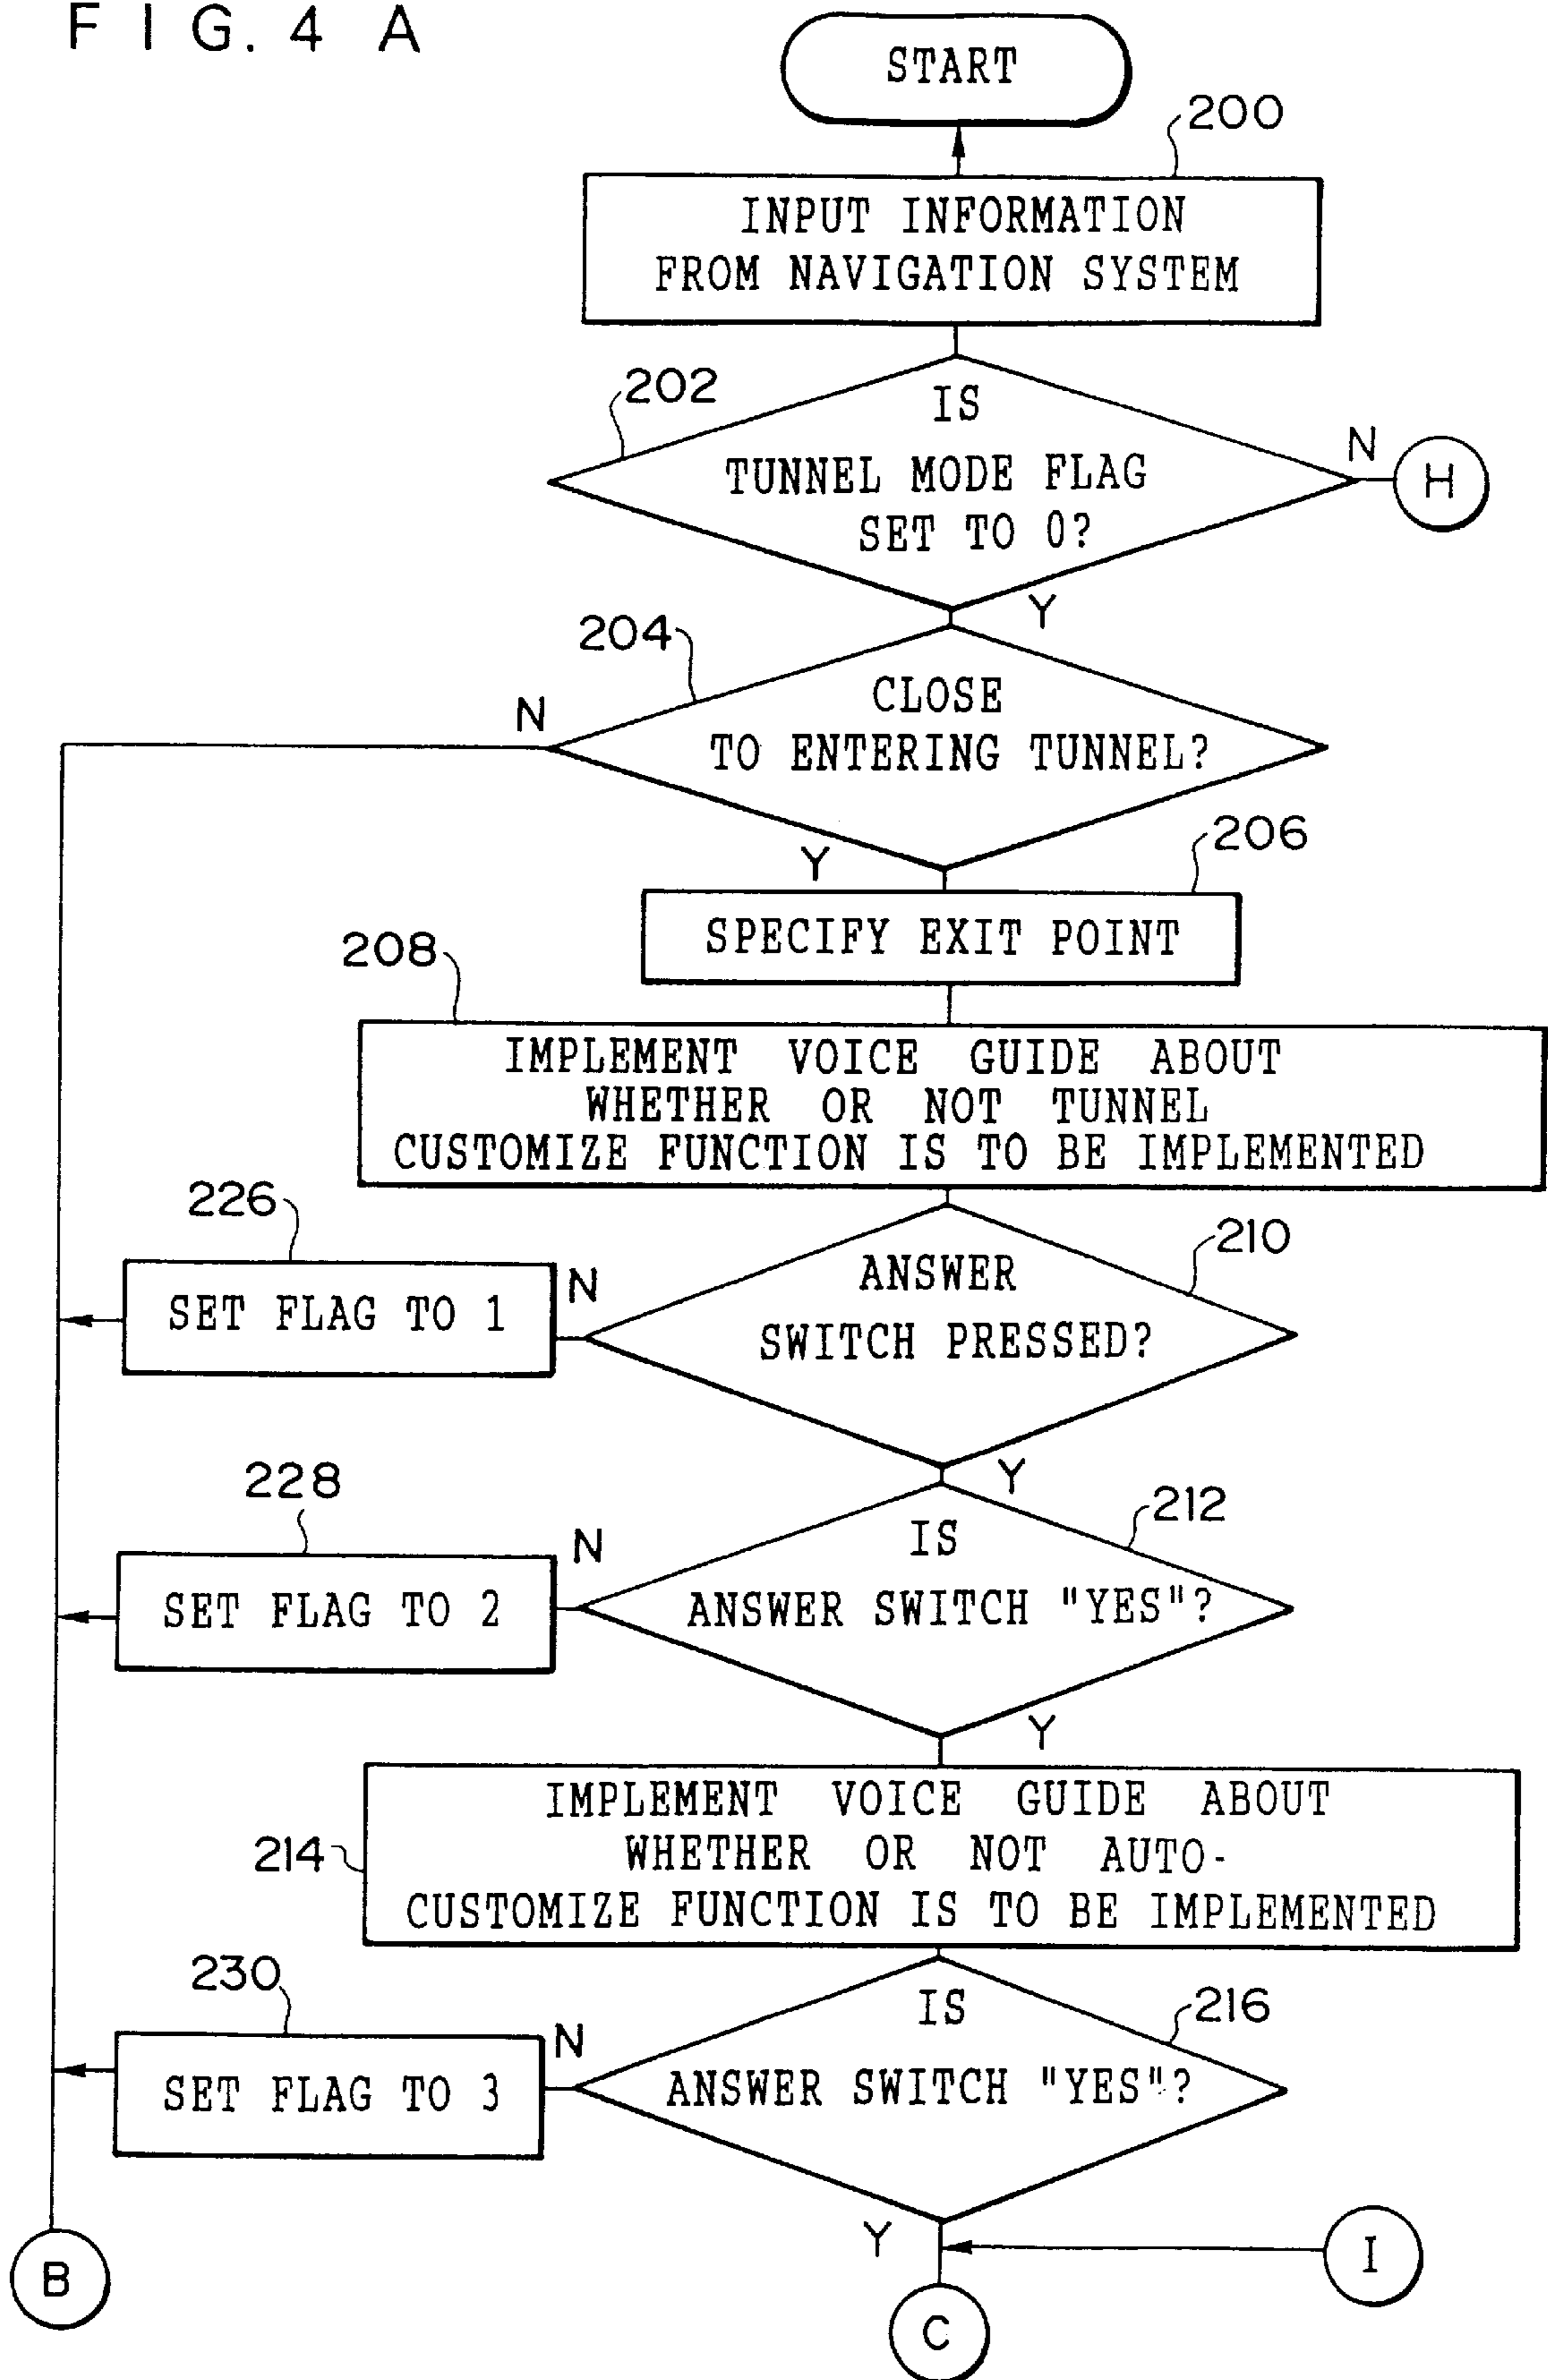 FIG. 4 A
START
200
INPUT INFORMATION
FROM NAVIGATION SYSTEM
202
IS
TUNNEL MODE FLAG
SET TO 0?
N
H
Y
204
CLOSE
TO ENTERING TUNNEL?
N
Y
206
SPECIFY EXIT POINT
208
IMPLEMENT VOICE GUIDE ABOUT
WHETHER OR NOT TUNNEL
CUSTOMIZE FUNCTION IS TO BE IMPLEMENTED
226
SET FLAG TO 1
N
210
ANSWER
SWITCH PRESSED?
Y
228
SET FLAG TO 2
N
212
IS
ANSWER SWITCH "YES"?
Y
214
IMPLEMENT VOICE GUIDE ABOUT
WHETHER OR NOT AUTO-
CUSTOMIZE FUNCTION IS TO BE IMPLEMENTED
230
SET FLAG TO 3
N
216
IS
ANSWER SWITCH "YES"?
Y
I
B
C